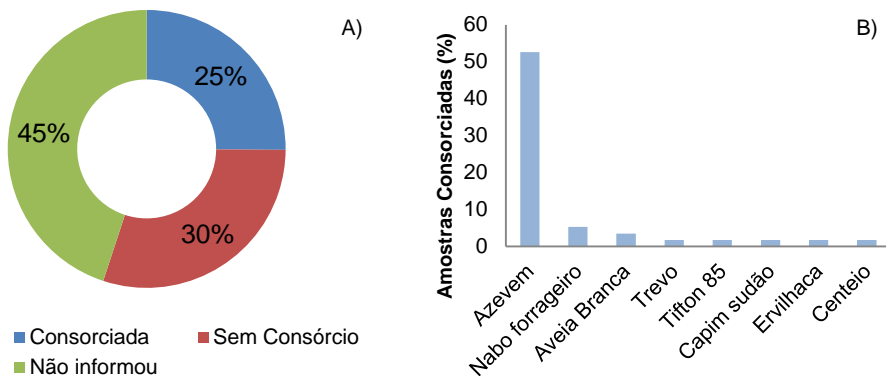 A)
25%
45%
30%
Consorciada
Sem Consórcio
Não informou
B)
Amostras Consorciadas (%)
60
50
40
30
20
10
0
Azevem
Nabo forrageiro
Aveia Branca
Trevo
Tifton 85
Capim sudão
Ervilhaca
Centeio